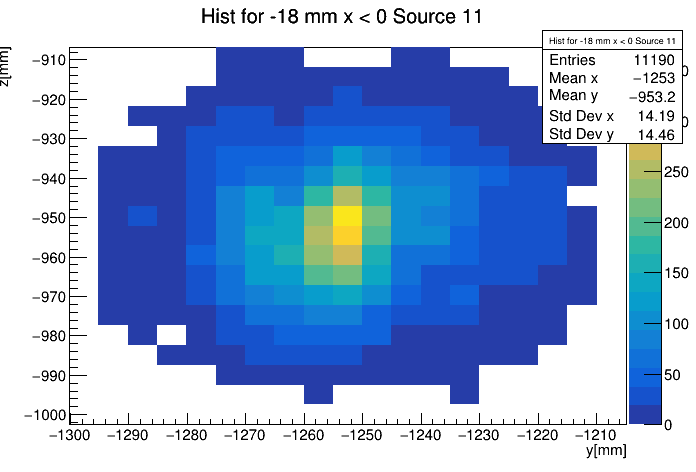 Hist for -18 mm x < 0 Source 11
z[mm]
Hist for -18 mm x < 0 Source 11
Entries 11190
Mean x −1253
Mean y −953.2
Std Dev x 14.19
Std Dev y 14.46
−910
−920
−930
−940
−950
−960
−970
−980
−990
−1000
250
200
150
100
50
0
−1300 −1290 −1280 −1270 −1260 −1250 −1240 −1230 −1220 −1210
y[mm]